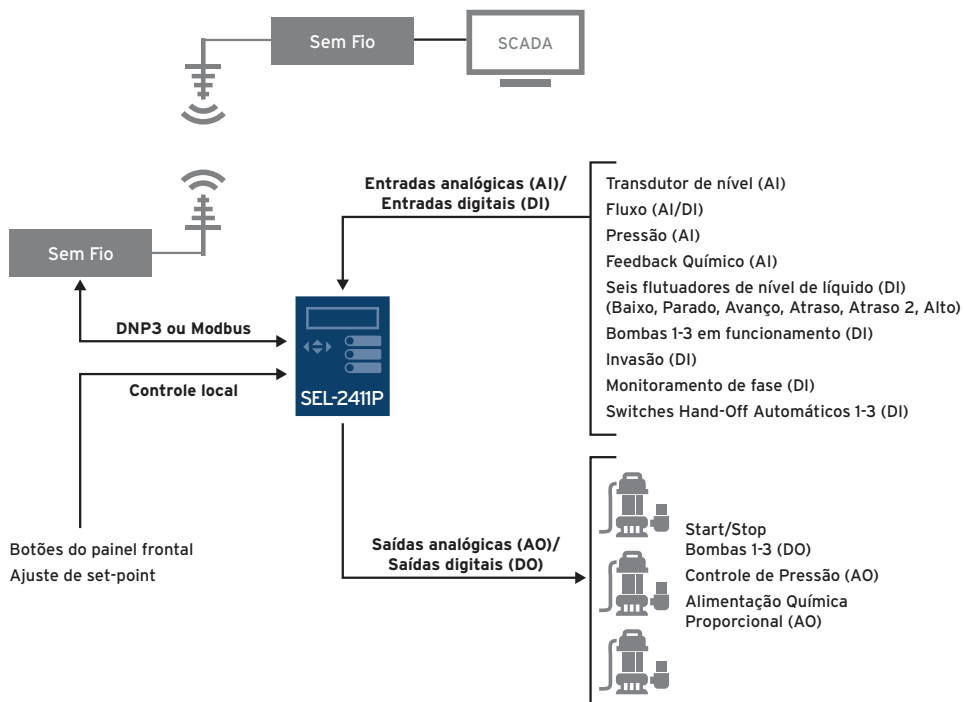 Sem Fio
SCADA
Sem Fio
Entradas analógicas (AI)/
Entradas digitais (DI)
Transdutor de nível (AI)
Fluxo (AI/DI)
Pressão (AI)
Feedback Químico (AI)
Seis flutuadores de nível de líquido (DI)
(Baixo, Parado, Avanço, Atraso, Atraso 2, Alto)
Bombas 1-3 em funcionamento (DI)
Invasão (DI)
Monitoramento de fase (DI)
Switches Hand-Off Automáticos 1-3 (DI)
DNP3 ou Modbus
Controle local
SEL-2411P
Botões do painel frontal
Ajuste de set-point
Saídas analógicas (AO)/
Saídas digitais (DO)
Start/Stop
Bombas 1-3 (DO)
Controle de Pressão (AO)
Alimentação Química
Proporcional (AO)